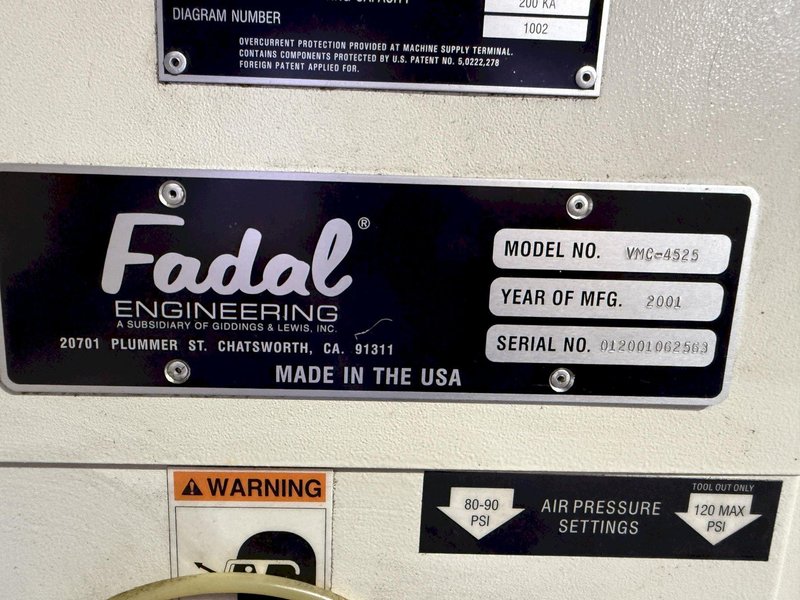 DIAGRAM NUMBER
200 KA
1002
OVERCURRENT PROTECTION PROVIDED AT MACHINE SUPPLY TERMINAL.
CONTAINS COMPONENTS PROTECTED BY U.S. PATENT NO. 5,0222,278
FOREIGN PATENT APPLIED FOR.
Fadal®
ENGINEERING
A SUBSIDIARY OF GIDDINGS & LEWIS, INC.
20701 PLUMMER ST. CHATSWORTH, CA. 91311
MADE IN THE USA
MODEL NO. VMC-4525
YEAR OF MFG. 2001
SERIAL NO. 012001062563
WARNING
80-90
PSI
AIR PRESSURE
SETTINGS
TOOL OUT ONLY
120 MAX
PSI